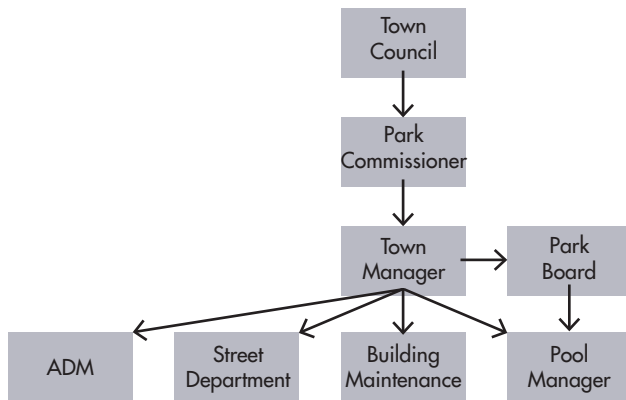 Town
Council
Park
Commissioner
Town
Manager
Park
Board
ADM
Street
Department
Building
Maintenance
Pool
Manager